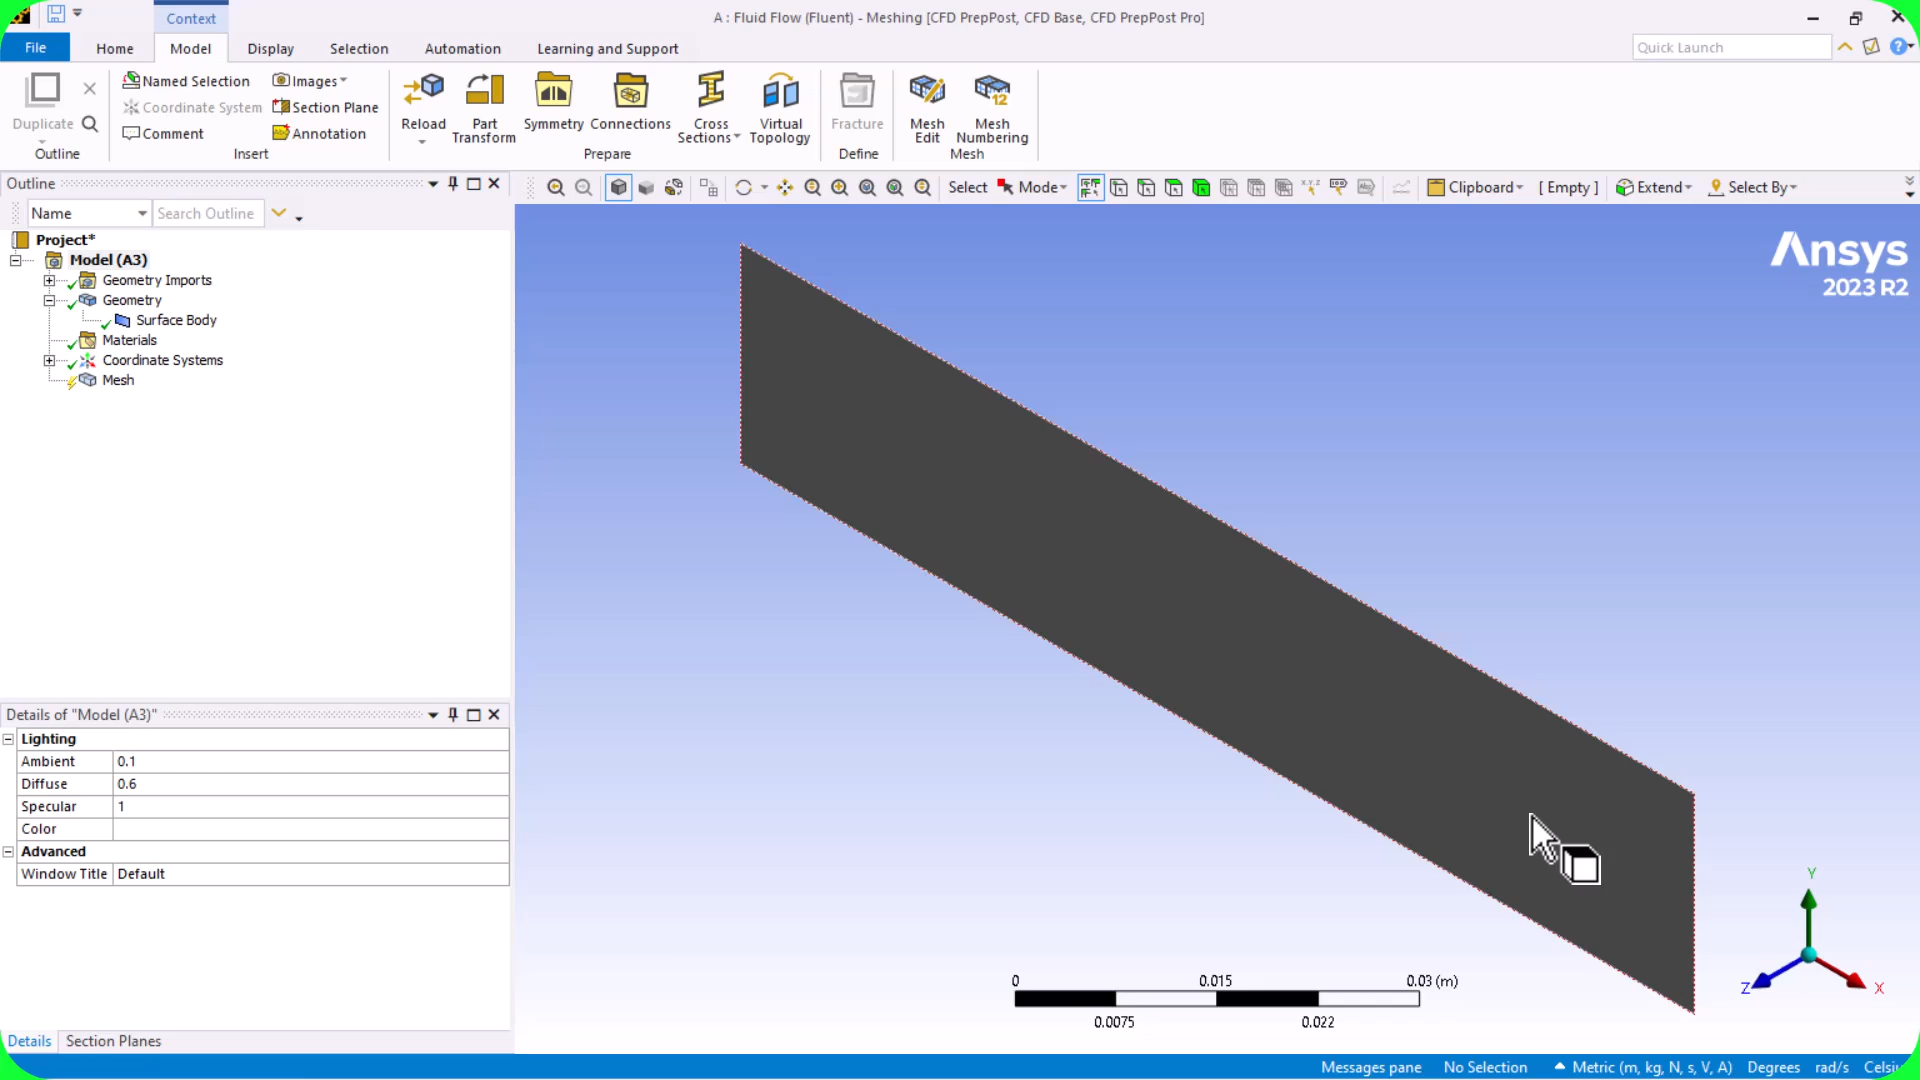 Context
A : Fluid Flow (Fluent) - Meshing [CFD PrepPost, CFD Base, CFD PrepPost Pro]
File
Home
Model
Display
Selection
Automation
Learning and Support
Quick Launch
Duplicate
Outline
Named Selection
Coordinate System
Comment
Images
Section Plane
Annotation
Insert
Reload
Part
Transform
Symmetry
Connections
Cross
Sections
Virtual
Topology
Prepare
Fracture
Define
Mesh
Edit
12
Mesh
Numbering
Mesh
Outline
Select
Mode
Clipboard
[ Empty ]
Extend
Select By
Name
Search Outline
Project*
Model (A3)
Geometry Imports
Geometry
Surface Body
Materials
Coordinate Systems
Mesh
Ansys
2023 R2
Details of "Model (A3)"
Lighting
Ambient 0.1
Diffuse 0.6
Specular 1
Color
Advanced
Window Title Default
0 0.015 0.03 (m)
0.0075 0.022
Y
Z
X
Details
Section Planes
Messages pane
No Selection
Metric (m, kg, N, s, V, A)
Degrees
rad/s